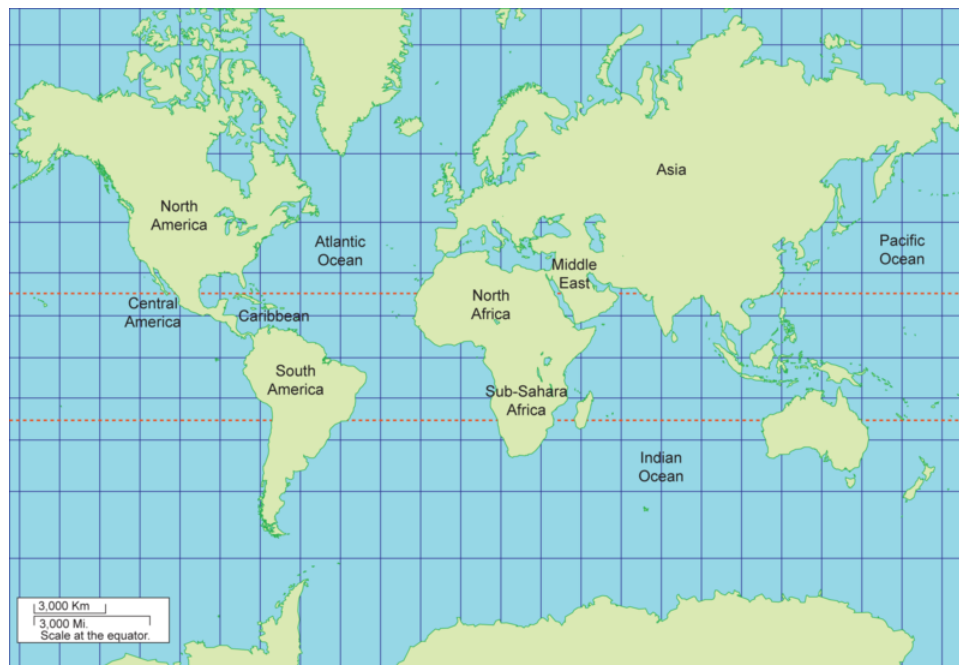 Asia
North
America
Atlantic
Ocean
Pacific
Ocean
Middle
East
North
Africa
Central
America
Caribbean
South
America
Sub-Sahara
Africa
Indian
Ocean
3,000 Km
3,000 Mi.
Scale at the equator.